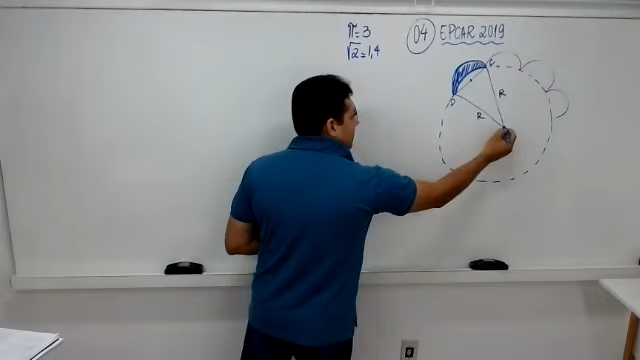 π=3
√2=1,4
04 EPCAR 2019
R
R
D